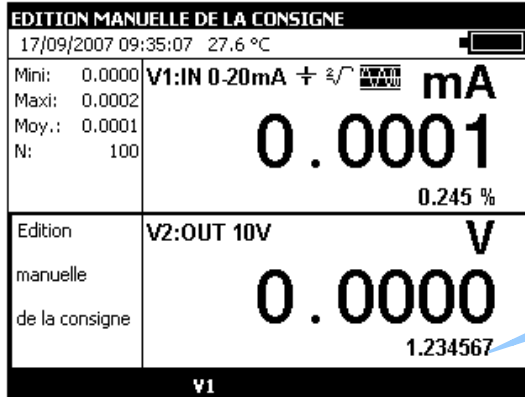 EDITION MANUELLE DE LA CONSIGNE
17/09/2007 09:35:07 27.6 °C
Mini: 0.0000
Maxi: 0.0002
Moy.: 0.0001
N: 100
V1:IN 0-20mA
mA
0.0001
0.245 %
Edition
manuelle
de la consigne
V2:OUT 10V
V
0.0000
1.234567
V1